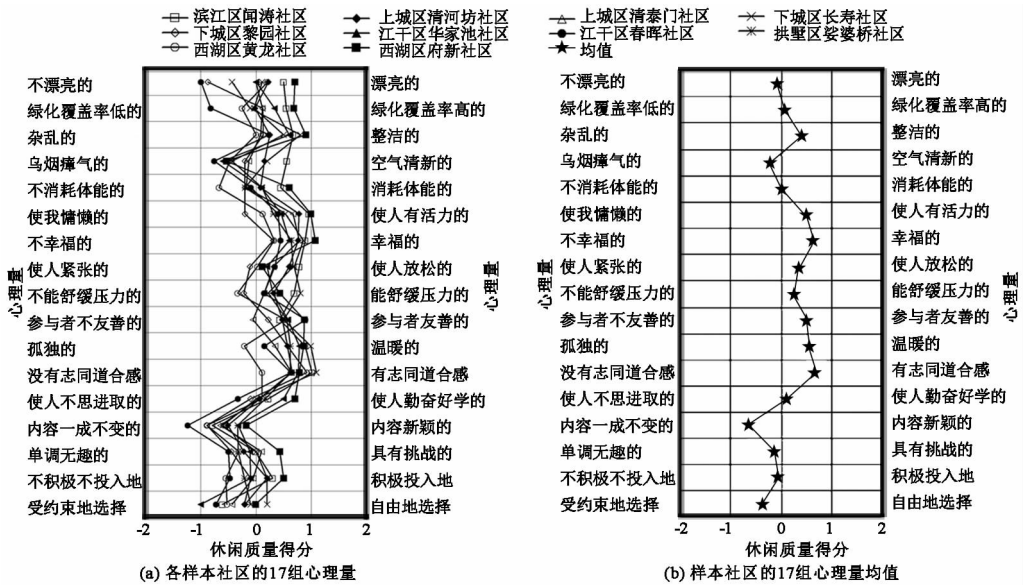 滨江区闻涛社区 上城区清河坊社区 上城区清泰门社区 下城区长寿社区
下城区黎园社区 江干区华家池社区 江干区春晖社区 拱墅区娑婆桥社区
西湖区黄龙社区 西湖区府新社区 均值
不漂亮的 漂亮的 不漂亮的 漂亮的
绿化覆盖率低的 绿化覆盖率高的 绿化覆盖率低的 绿化覆盖率高的
杂乱的 整洁的 杂乱的 整洁的
乌烟瘴气的 空气清新的 乌烟瘴气的 空气清新的
不消耗体能的 消耗体能的 不消耗体能的 消耗体能的
使我慵懒的 使人有活力的 使我慵懒的 使人有活力的
不幸福的 幸福的 不幸福的 幸福的
使人紧张的 使人放松的 使人紧张的 使人放松的
心理量 心理量 心理量 心理量
不能舒缓压力的 能舒缓压力的 不能舒缓压力的 能舒缓压力的
参与者不友善的 参与者友善的 参与者不友善的 参与者友善的
孤独的 温暖的 孤独的 温暖的
没有志同道合感 有志同道合感 没有志同道合感 有志同道合感
使人不思进取的 使人勤奋好学的 使人不思进取的 使人勤奋好学的
内容一成不变的 内容新颖的 内容一成不变的 内容新颖的
单调无趣的 具有挑战的 单调无趣的 具有挑战的
不积极不投入地 积极投入地 不积极不投入地 积极投入地
受约束地选择 自由地选择 受约束地选择 自由地选择
-2 -1 0 1 2 -2 -1 0 1 2
休闲质量得分 休闲质量得分
(a) 各样本社区的17组心理量 (b) 样本社区的17组心理量均值